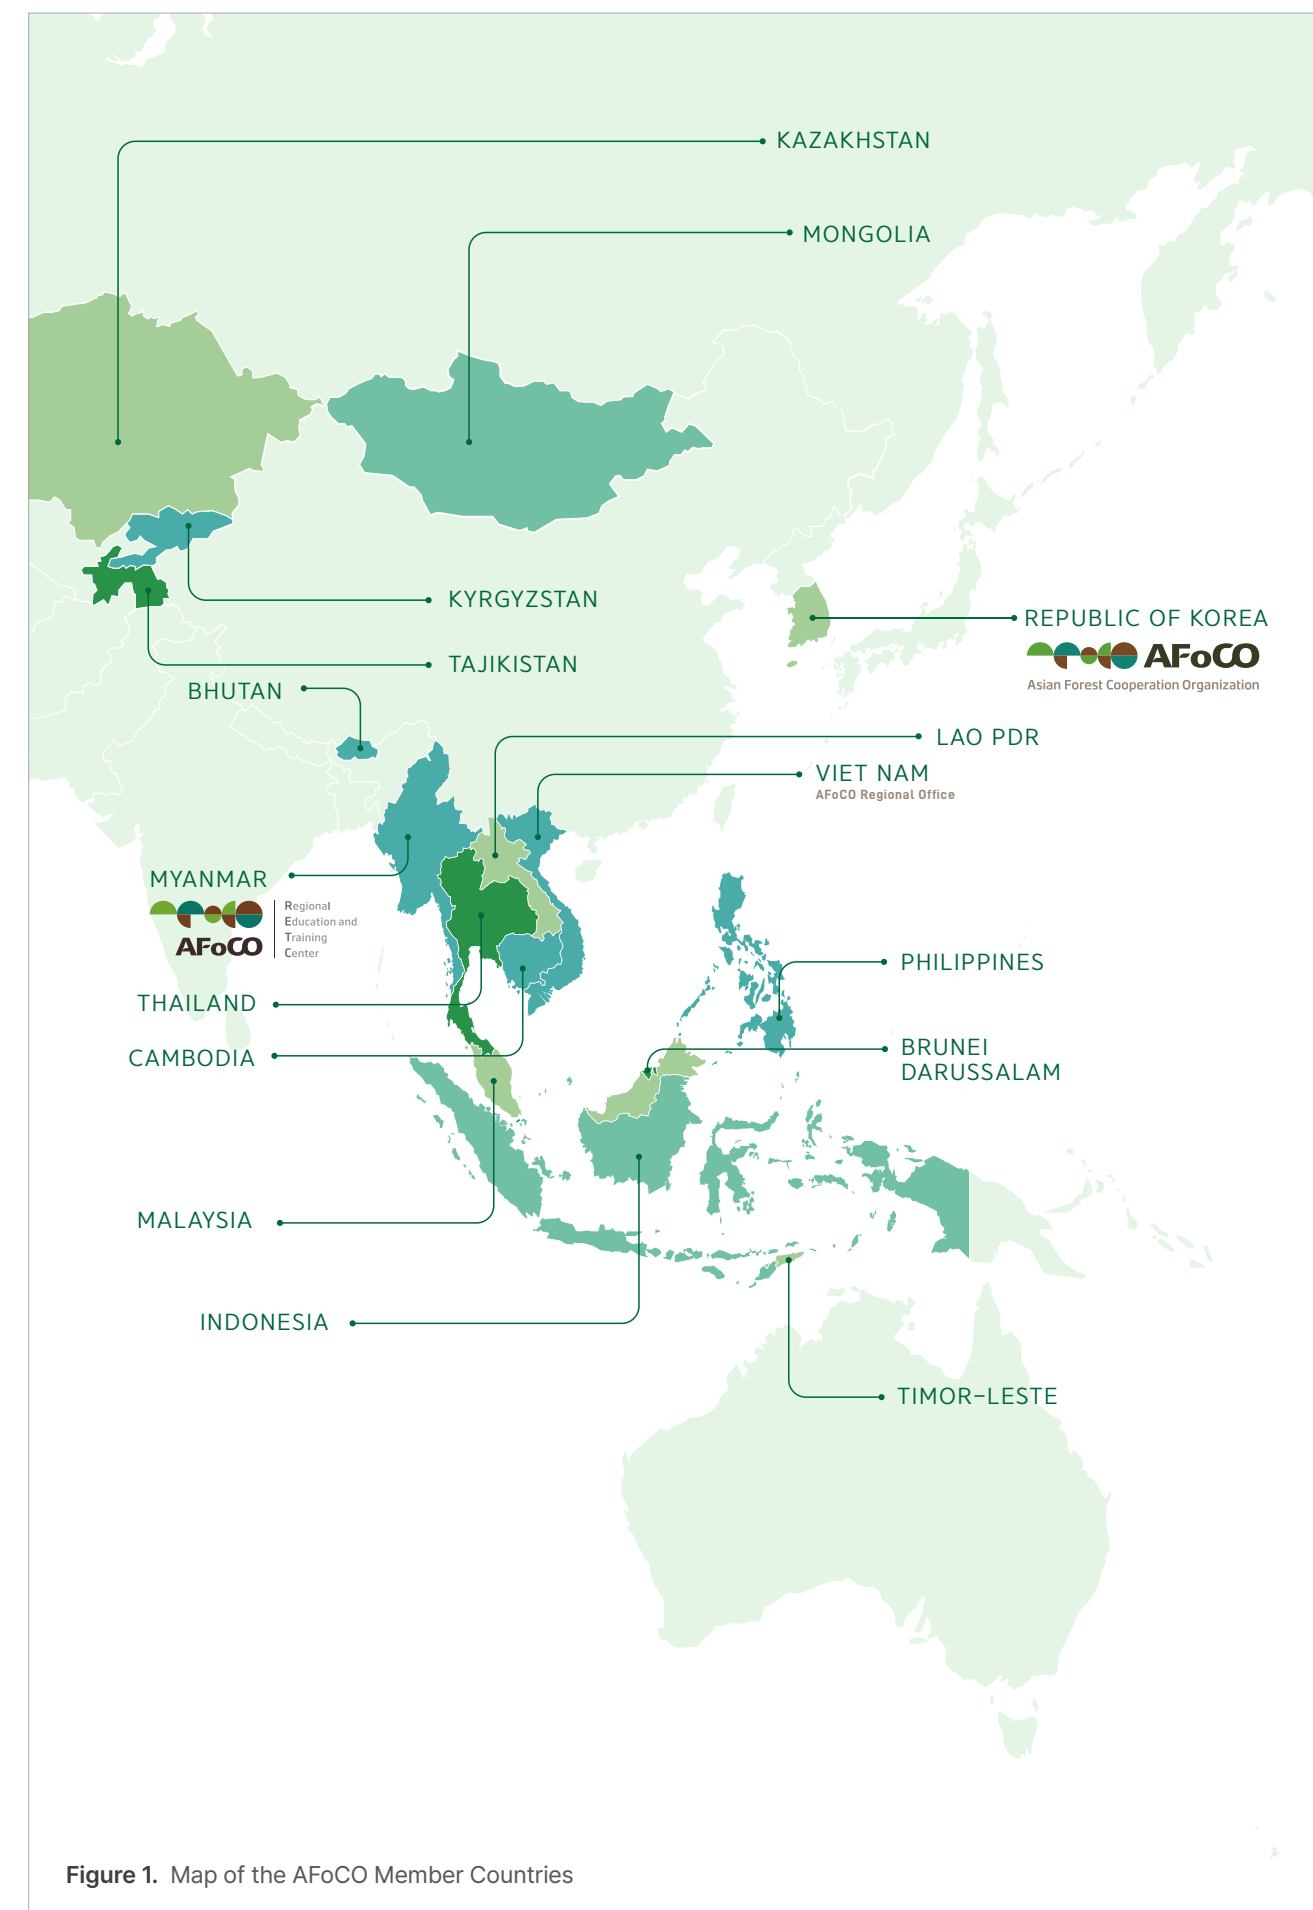 KAZAKHSTAN
MONGOLIA
KYRGYZSTAN
REPUBLIC OF KOREA
AFoCO
Asian Forest Cooperation Organization
TAJIKISTAN
BHUTAN
LAO PDR
VIET NAM
AFoCO Regional Office
MYANMAR
AFoCO
Regional
Education and
Training
Center
PHILIPPINES
THAILAND
CAMBODIA
BRUNEI
DARUSSALAM
MALAYSIA
INDONESIA
TIMOR-LESTE
Figure 1. Map of the AFoCO Member Countries